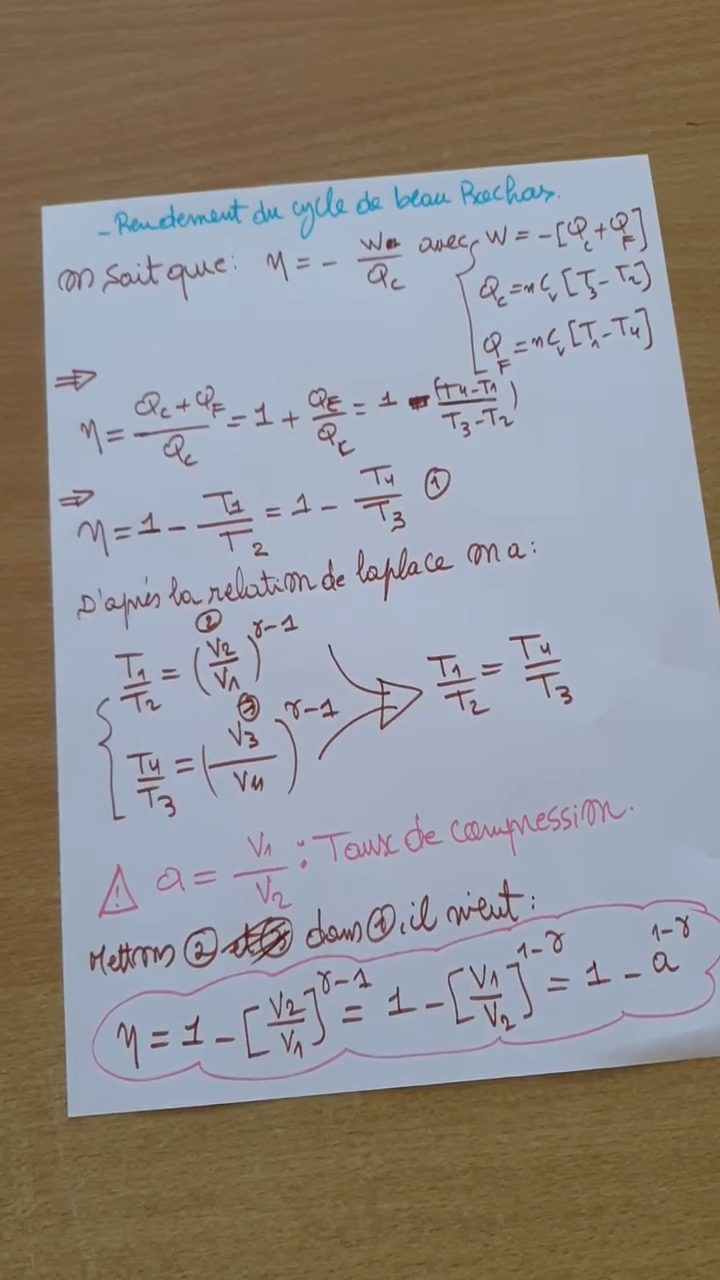 - Rendement du cycle de beau Rochas.
on sait que: η = - W/Q_C avec { W = -[Q_C + Q_F]
Q_C = n C_V [T_3 - T_2]
Q_F = n C_V [T_1 - T_4]
⇒
η = (Q_C + Q_F)/Q_C = 1 + Q_F/Q_C = 1 - (T_4 - T_1)/(T_3 - T_2)
⇒
η = 1 - T_1/T_2 = 1 - T_4/T_3 ①
D'après la relation de laplace on a:
{ T_1/T_2 = (V_2/V_1)^(γ-1) ②
T_4/T_3 = (V_3/V_4)^(γ-1) ③
T_1/T_2 = T_4/T_3
⚠ a = V_1/V_2 : Taux de compression.
Mettons ② dans ①, il vient:
η = 1 - [V_2/V_1]^(γ-1) = 1 - [V_1/V_2]^(1-γ) = 1 - a^(1-γ)